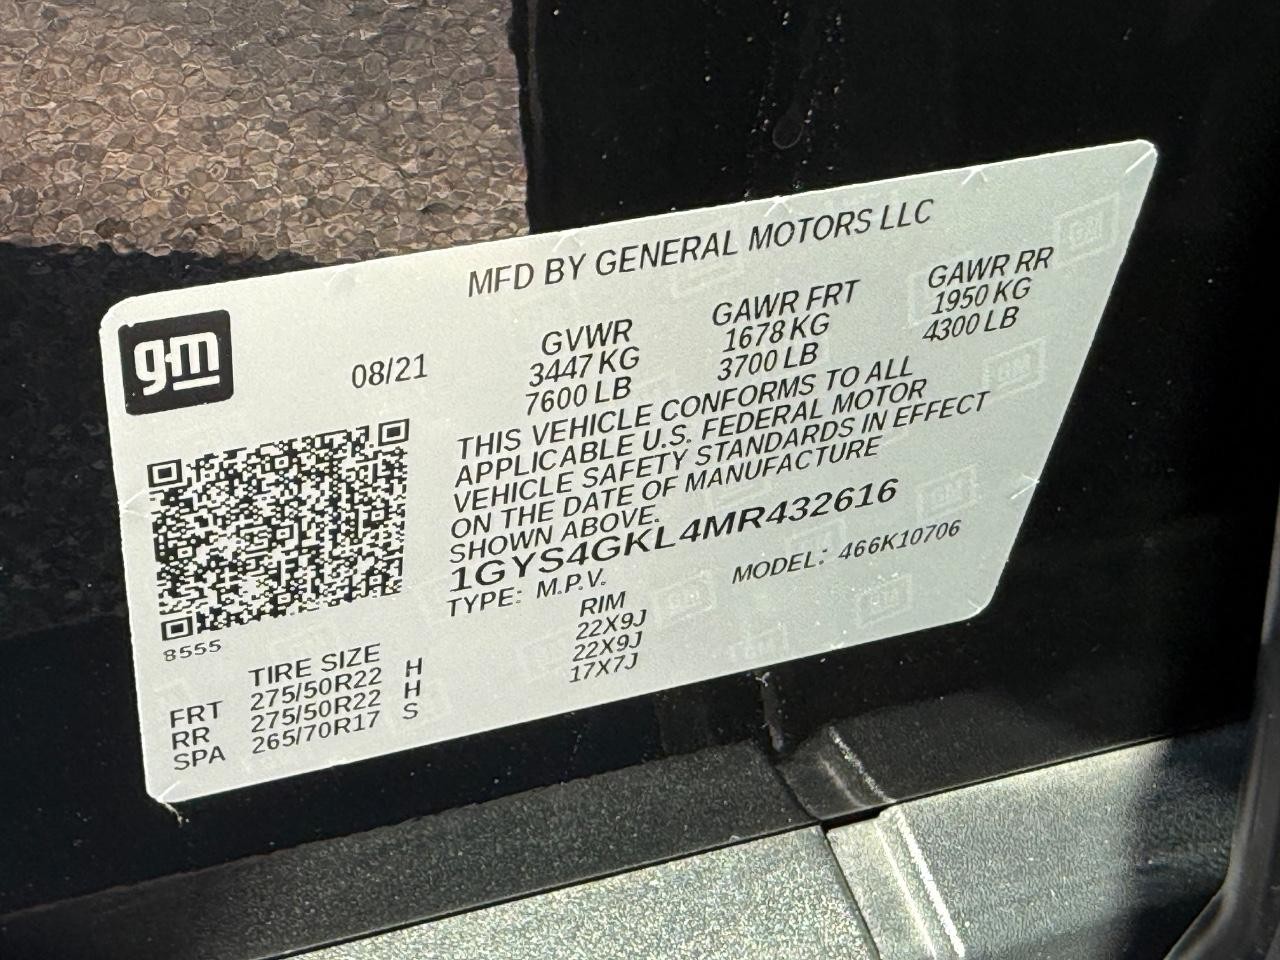 MFD BY GENERAL MOTORS LLC
gm
08/21
GVWR GAWR FRT GAWR RR
3447 KG 1678 KG 1950 KG
7600 LB 3700 LB 4300 LB
THIS VEHICLE CONFORMS TO ALL
APPLICABLE U.S. FEDERAL MOTOR
VEHICLE SAFETY STANDARDS IN EFFECT
ON THE DATE OF MANUFACTURE
SHOWN ABOVE.
1GYS4GKL4MR432616
TYPE: M.P.V. MODEL: 466K10706
8555
TIRE SIZE RIM
FRT 275/50R22 H 22X9J
RR 275/50R22 H 22X9J
SPA 265/70R17 S 17X7J